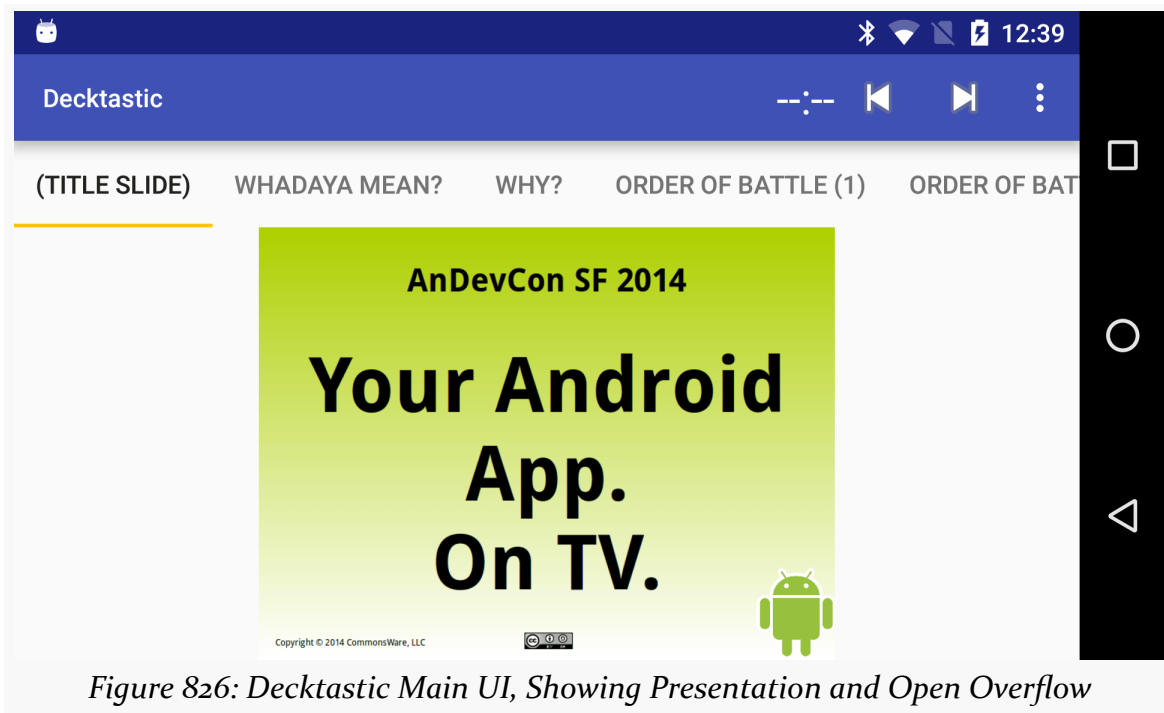 12:39
Decktastic --:--
(TITLE SLIDE) WHADAYA MEAN? WHY? ORDER OF BATTLE (1) ORDER OF BAT
AnDevCon SF 2014
Your Android
App.
On TV.
Copyright © 2014 CommonsWare, LLC
Figure 826: Decktastic Main UI, Showing Presentation and Open Overflow